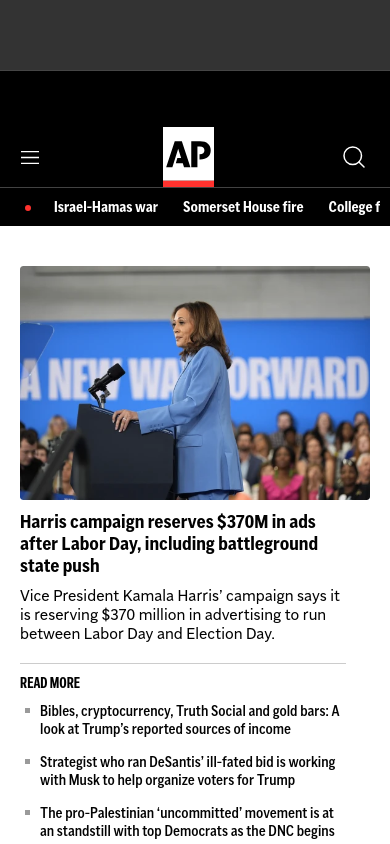 AP
Israel-Hamas war Somerset House fire College f
A NEW WAY FORWARD
Harris campaign reserves $370M in ads
after Labor Day, including battleground
state push
Vice President Kamala Harris’ campaign says it
is reserving $370 million in advertising to run
between Labor Day and Election Day.
READ MORE
Bibles, cryptocurrency, Truth Social and gold bars: A
look at Trump’s reported sources of income
Strategist who ran DeSantis’ ill-fated bid is working
with Musk to help organize voters for Trump
The pro-Palestinian ‘uncommitted’ movement is at
an standstill with top Democrats as the DNC begins